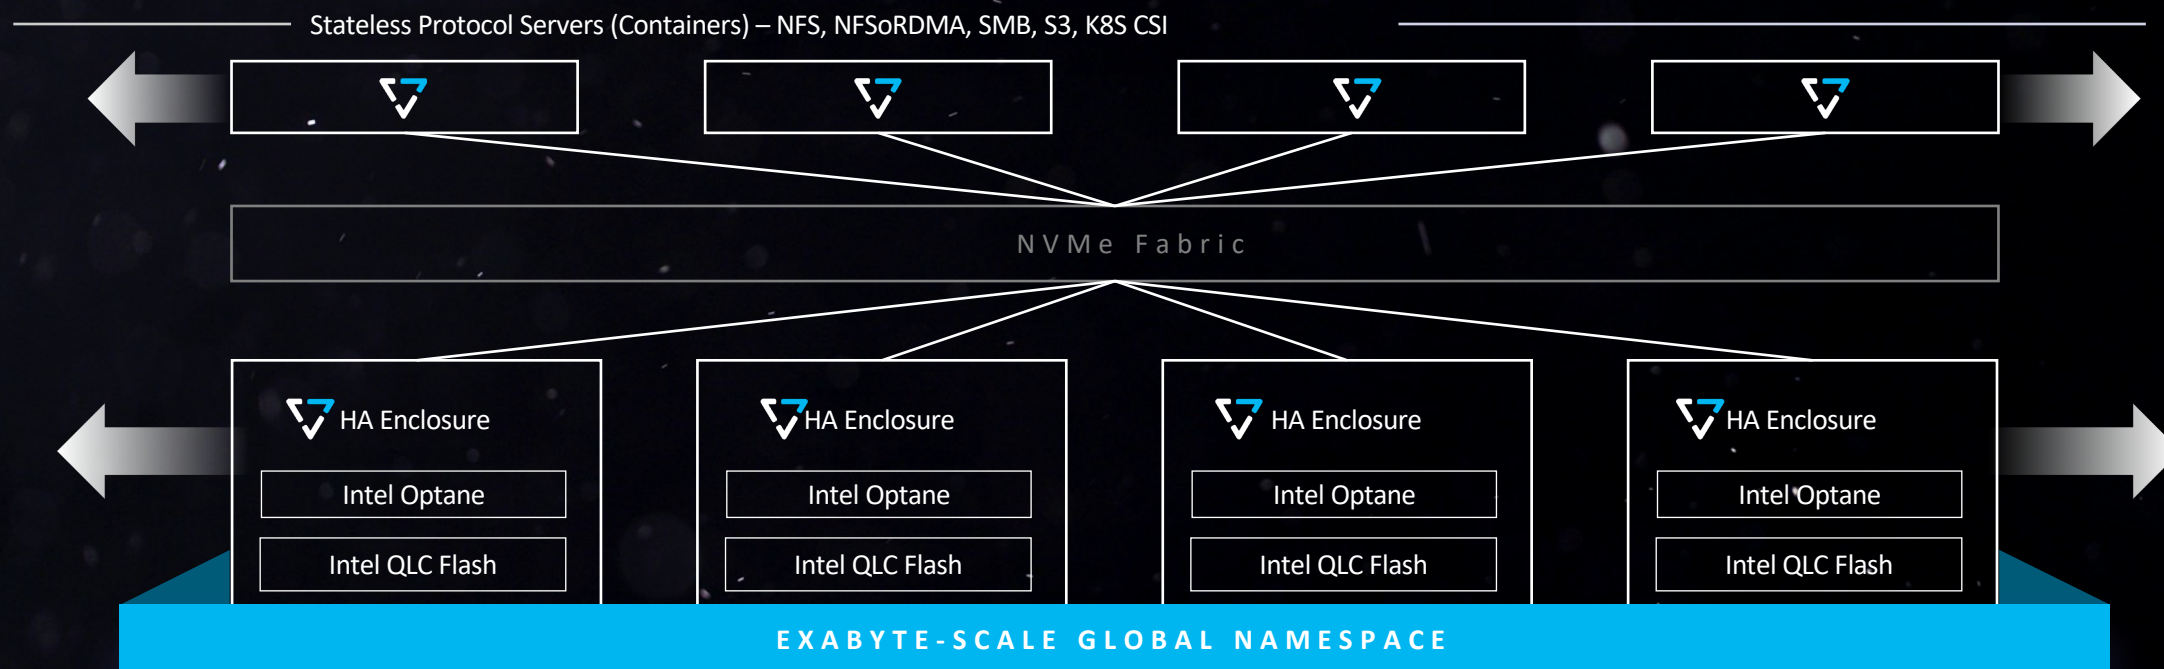 Stateless Protocol Servers (Containers) – NFS, NFSoRDMA, SMB, S3, K8S CSI
NVMe Fabric
HA Enclosure
HA Enclosure
HA Enclosure
HA Enclosure
Intel Optane
Intel Optane
Intel Optane
Intel Optane
Intel QLC Flash
Intel QLC Flash
Intel QLC Flash
Intel QLC Flash
EXABYTE-SCALE GLOBAL NAMESPACE